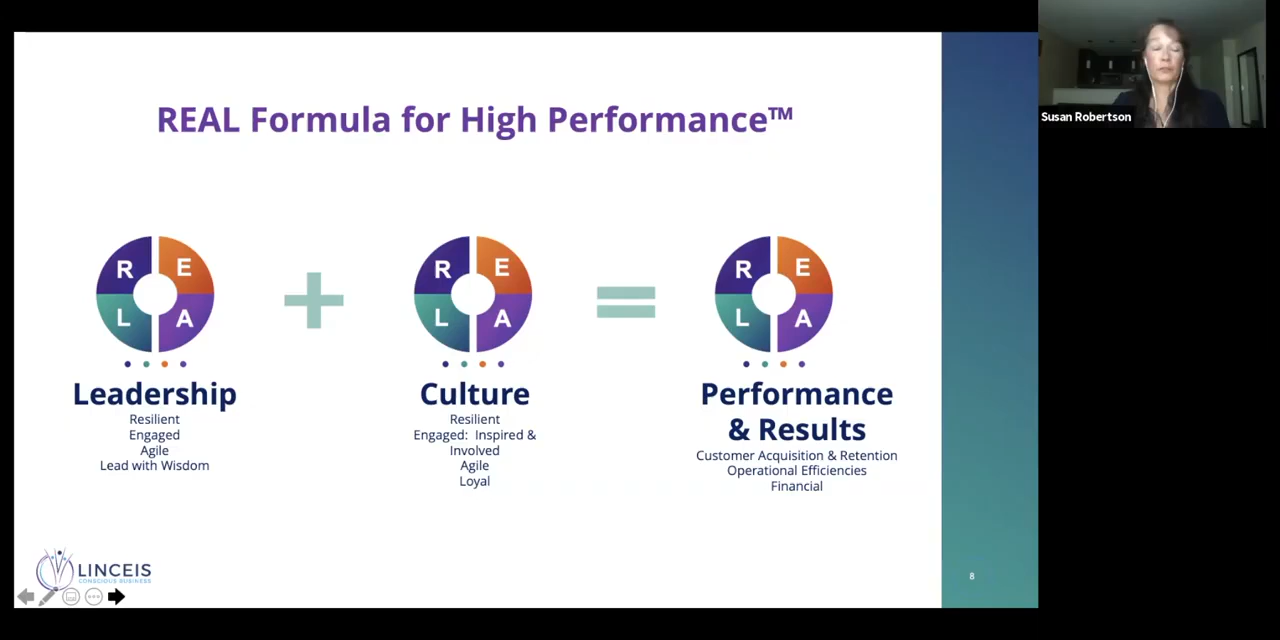 REAL Formula for High Performance™
R E
L A
Leadership
Resilient
Engaged
Agile
Lead with Wisdom
R E
L A
Culture
Resilient
Engaged: Inspired &
Involved
Agile
Loyal
R E
L A
Performance
& Results
Customer Acquisition & Retention
Operational Efficiencies
Financial
LINCEIS
CONSCIOUS BUSINESS
8
Susan Robertson